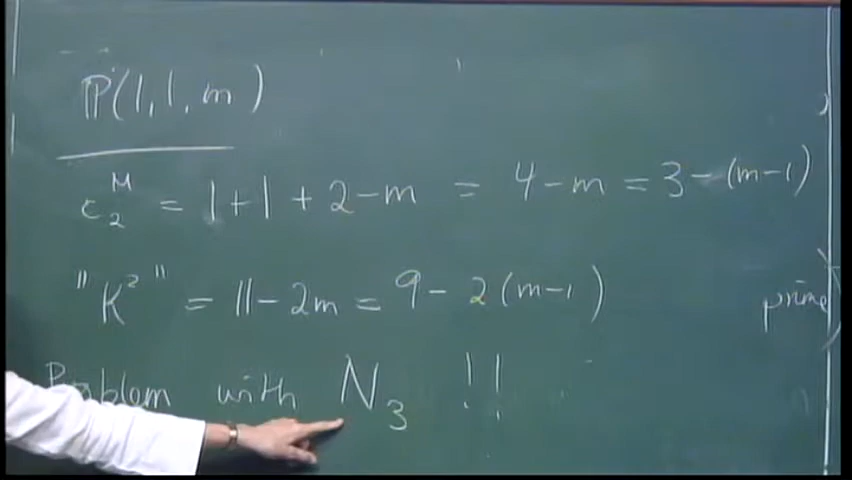 ℙ(1,1,m)
c₂ᴹ = 1+1+2-m = 4-m = 3-(m-1)
"K²" = 11-2m = 9-2(m-1)
prime)
Problem with N₃ !!